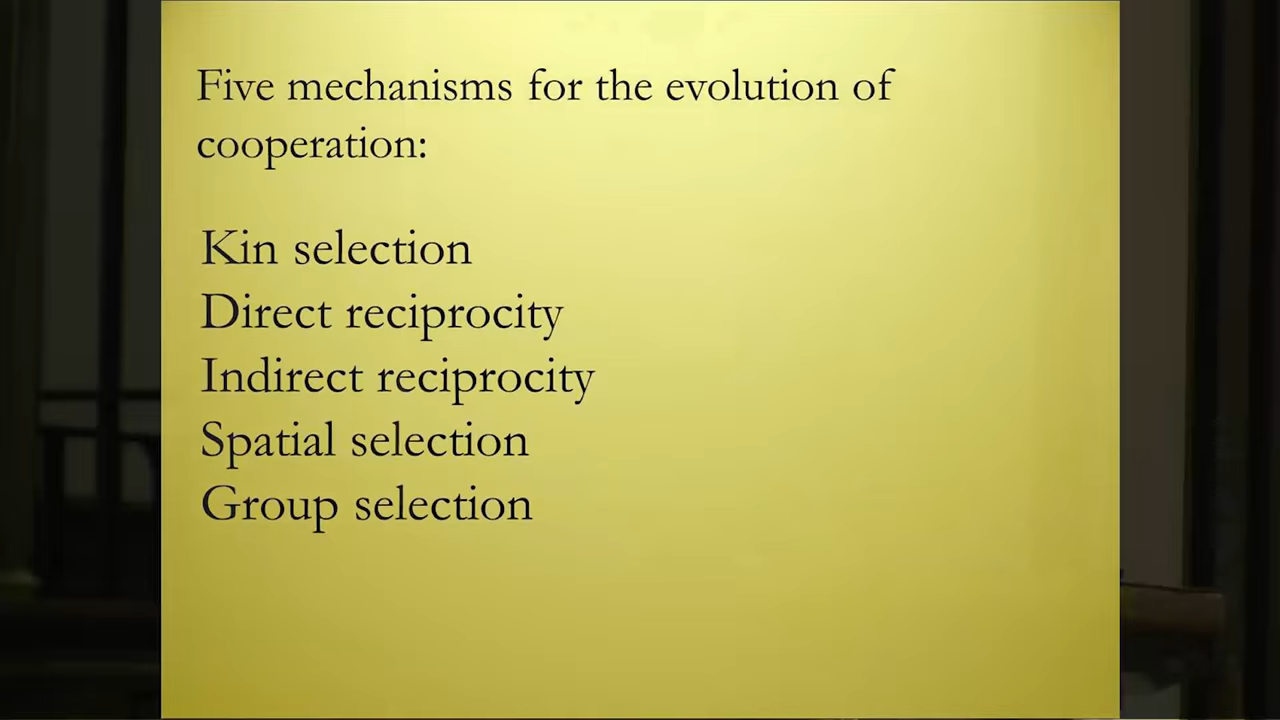 Five mechanisms for the evolution of
cooperation:
Kin selection
Direct reciprocity
Indirect reciprocity
Spatial selection
Group selection